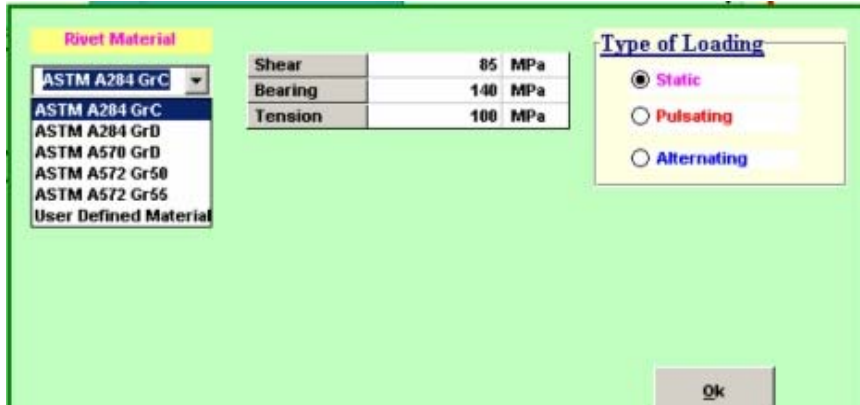 Rivet Material
ASTM A284 GrC
ASTM A284 GrC
ASTM A284 GrD
ASTM A570 GrD
ASTM A572 Gr50
ASTM A572 Gr55
User Defined Material
Shear 85 MPa
Bearing 140 MPa
Tension 100 MPa
Type of Loading
Static
Pulsating
Alternating
Ok